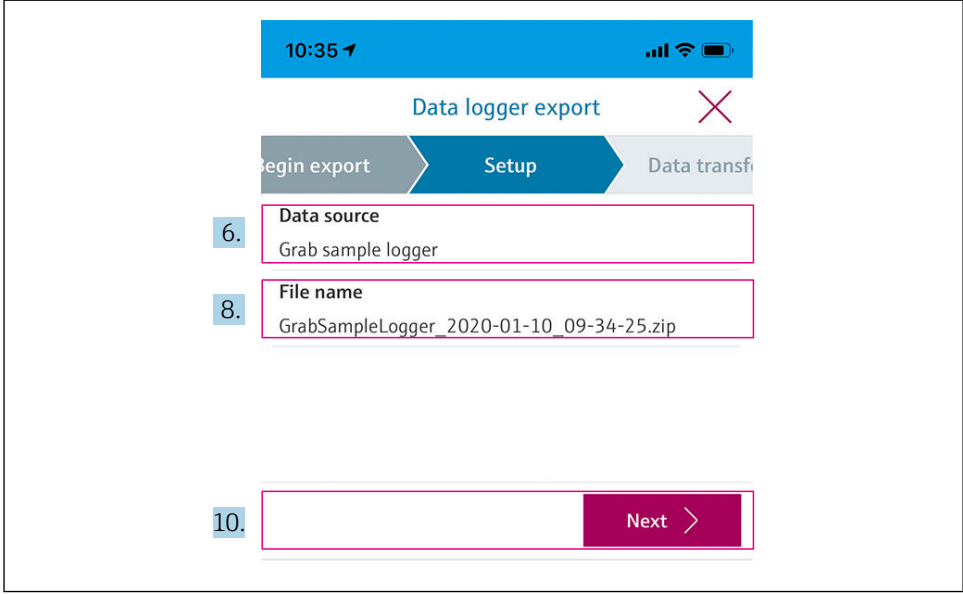 10:35
Data logger export
Begin export
Setup
Data transfe
6.
Data source
Grab sample logger
8.
File name
GrabSampleLogger_2020-01-10_09-34-25.zip
10.
Next